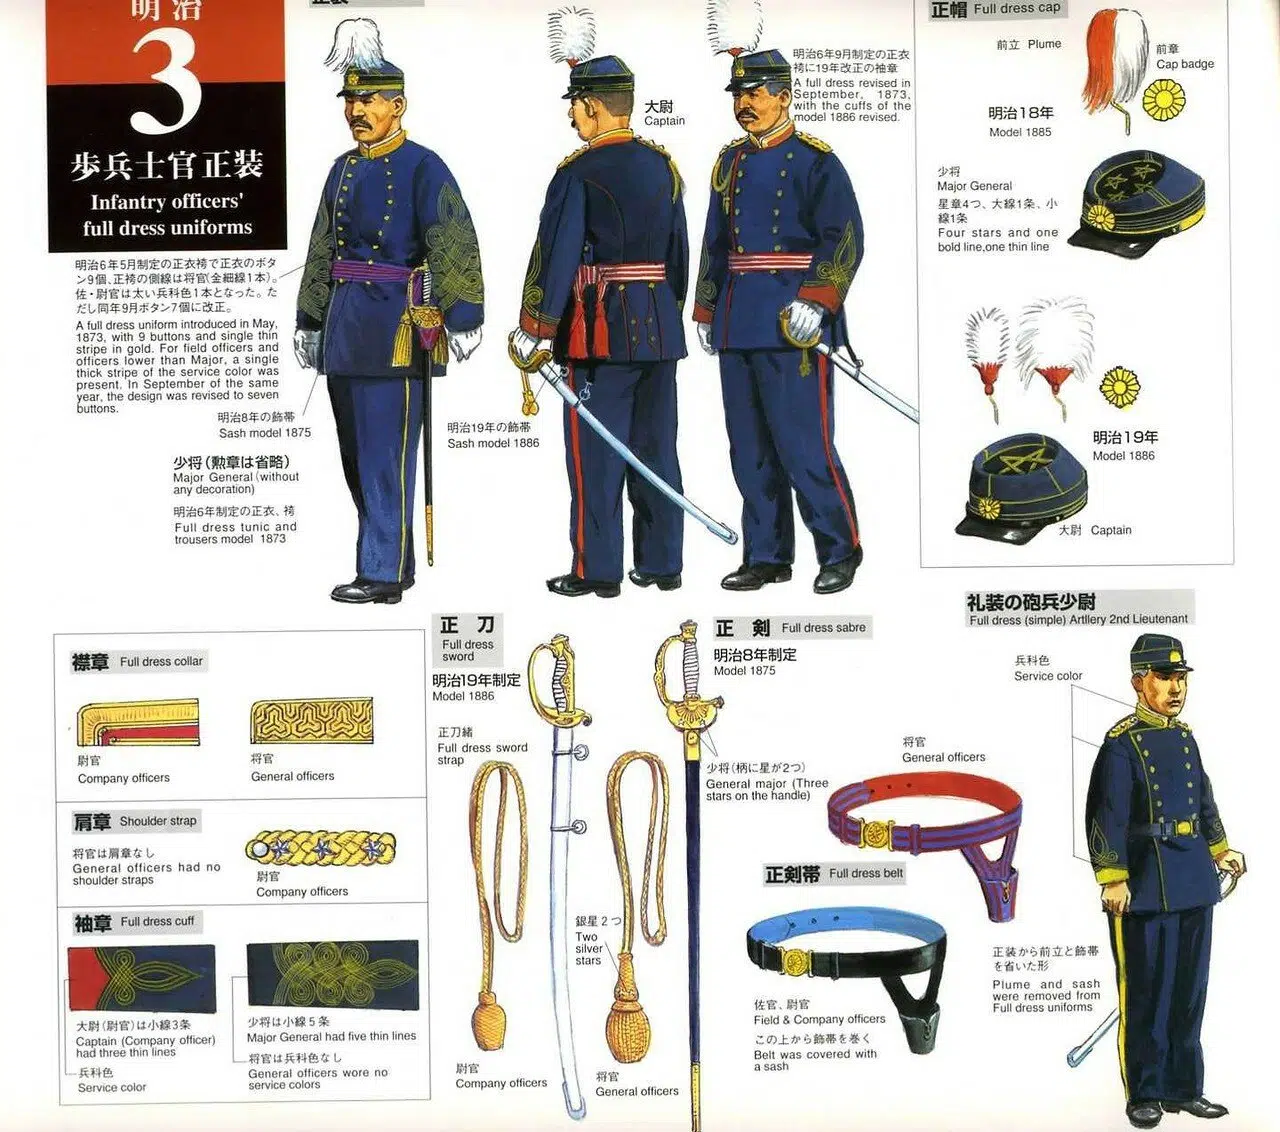 明治
3
歩兵士官正装
Infantry officers'
full dress uniforms
明治6年5月制定の正衣袴で正衣のボタ
ン9個、正袴の側線は将官(金細線1本)。
佐・尉官は太い兵科色1本となった。た
だし同年9月ボタン7個に改正。
A full dress uniform introduced in May,
1873, with 9 buttons and single thin
stripe in gold. For field officers and
officers lower than Major, a single
thick stripe of the service color was
present. In September of the same
year, the design was revised to seven
buttons.
明治8年の飾帯
Sash model 1875
少将(勲章は省略)
Major General (without
any decoration)
明治6年制定の正衣、袴
Full dress tunic and
trousers model 1873
正装
大尉
Captain
明治19年の飾帯
Sash model 1886
明治6年9月制定の正衣
袴に19年改正の袖章
A full dress revised in
September, 1873,
with the cuffs of the
model 1886 revised.
正帽 Full dress cap
前立 Plume
前章
Cap badge
明治18年
Model 1885
少将
Major General
星章4つ、大線1条、小
線1条
Four stars and one
bold line,one thin line
明治19年
Model 1886
大尉 Captain
襟章 Full dress collar
尉官
Company officers
将官
General officers
肩章 Shoulder strap
将官は肩章なし
General officers had no
shoulder straps
尉官
Company officers
袖章 Full dress cuff
大尉(尉官)は小線3条
Captain (Company officer)
had three thin lines
兵科色
Service color
少将は小線5条
Major General had five thin lines
将官は兵科色なし
General officers wore no
service colors
正刀
Full dress
sword
明治19年制定
Model 1886
正刀緒
Full dress sword
strap
尉官
Company officers
正剣 Full dress sabre
明治8年制定
Model 1875
少将(柄に星が2つ)
General major (Three
stars on the handle)
銀星2つ
Two
silver
stars
将官
General officers
将官
General officers
正剣帯 Full dress belt
佐官、尉官
Field & Company officers
この上から飾帯を巻く
Belt was covered with
a sash
礼装の砲兵少尉
Full dress (simple) Artllery 2nd Lieutenant
兵科色
Service color
正装から前立と飾帯
を省いた形
Plume and sash
were removed from
Full dress uniforms